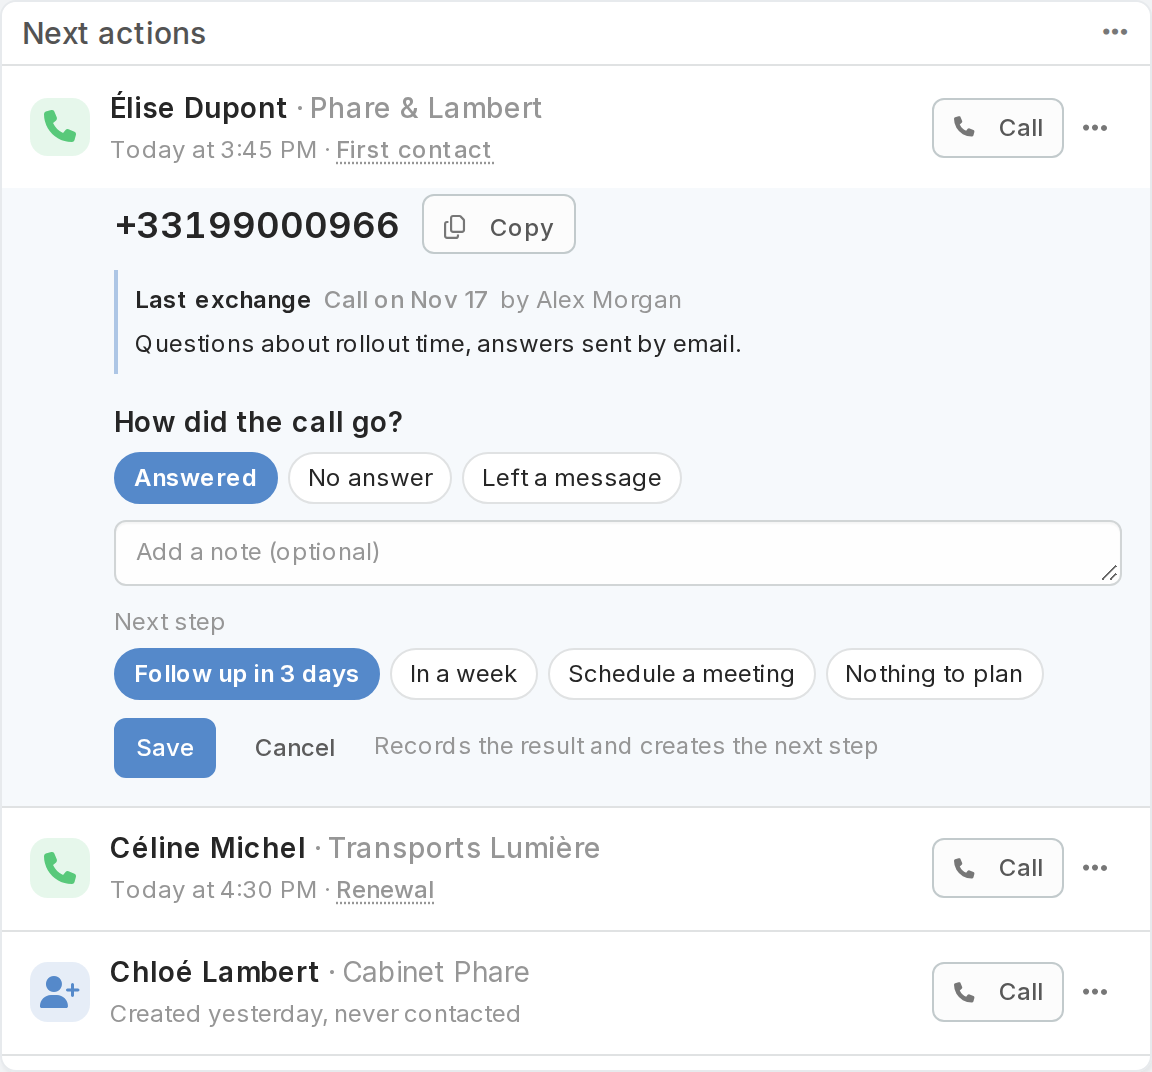 Next actions
Élise Dupont · Phare & Lambert
Today at 3:45 PM · First contact
Call
+33199000966
Copy
Last exchange Call on Nov 17 by Alex Morgan
Questions about rollout time, answers sent by email.
How did the call go?
Answered No answer Left a message
Add a note (optional)
Next step
Follow up in 3 days In a week Schedule a meeting Nothing to plan
Save Cancel Records the result and creates the next step
Céline Michel · Transports Lumière
Today at 4:30 PM · Renewal
Call
Chloé Lambert · Cabinet Phare
Created yesterday, never contacted
Call